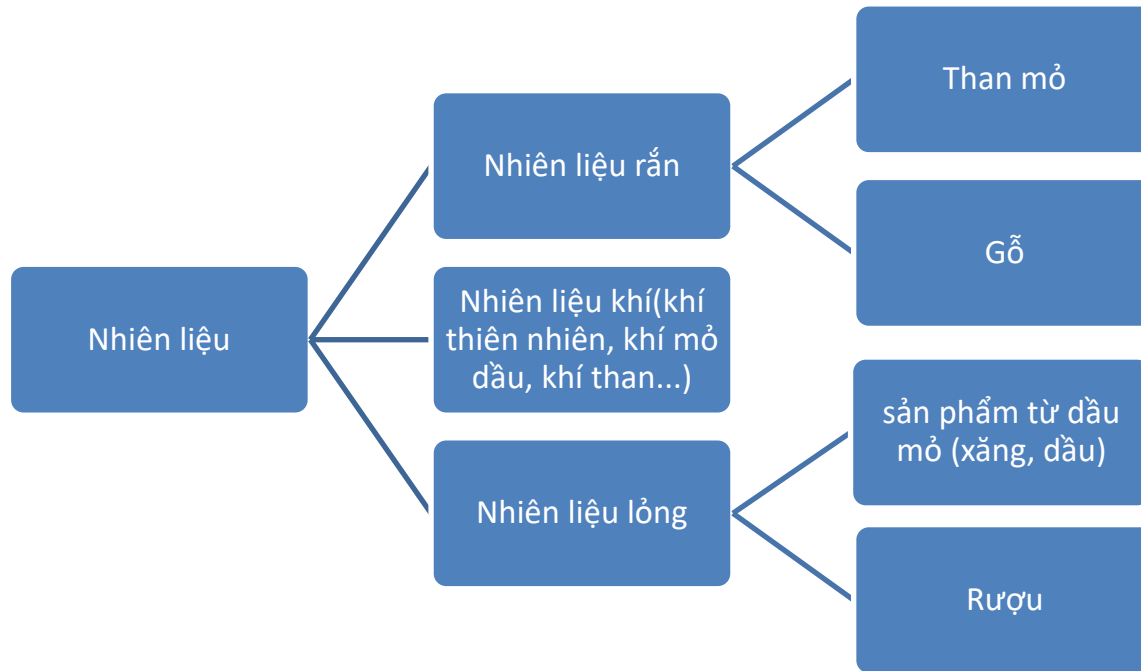 Nhiên liệu
Nhiên liệu rắn
Than mỏ
Gỗ
Nhiên liệu khí(khí
thiên nhiên, khí mỏ
dầu, khí than...)
Nhiên liệu lỏng
sản phẩm từ dầu
mỏ (xăng, dầu)
Rượu